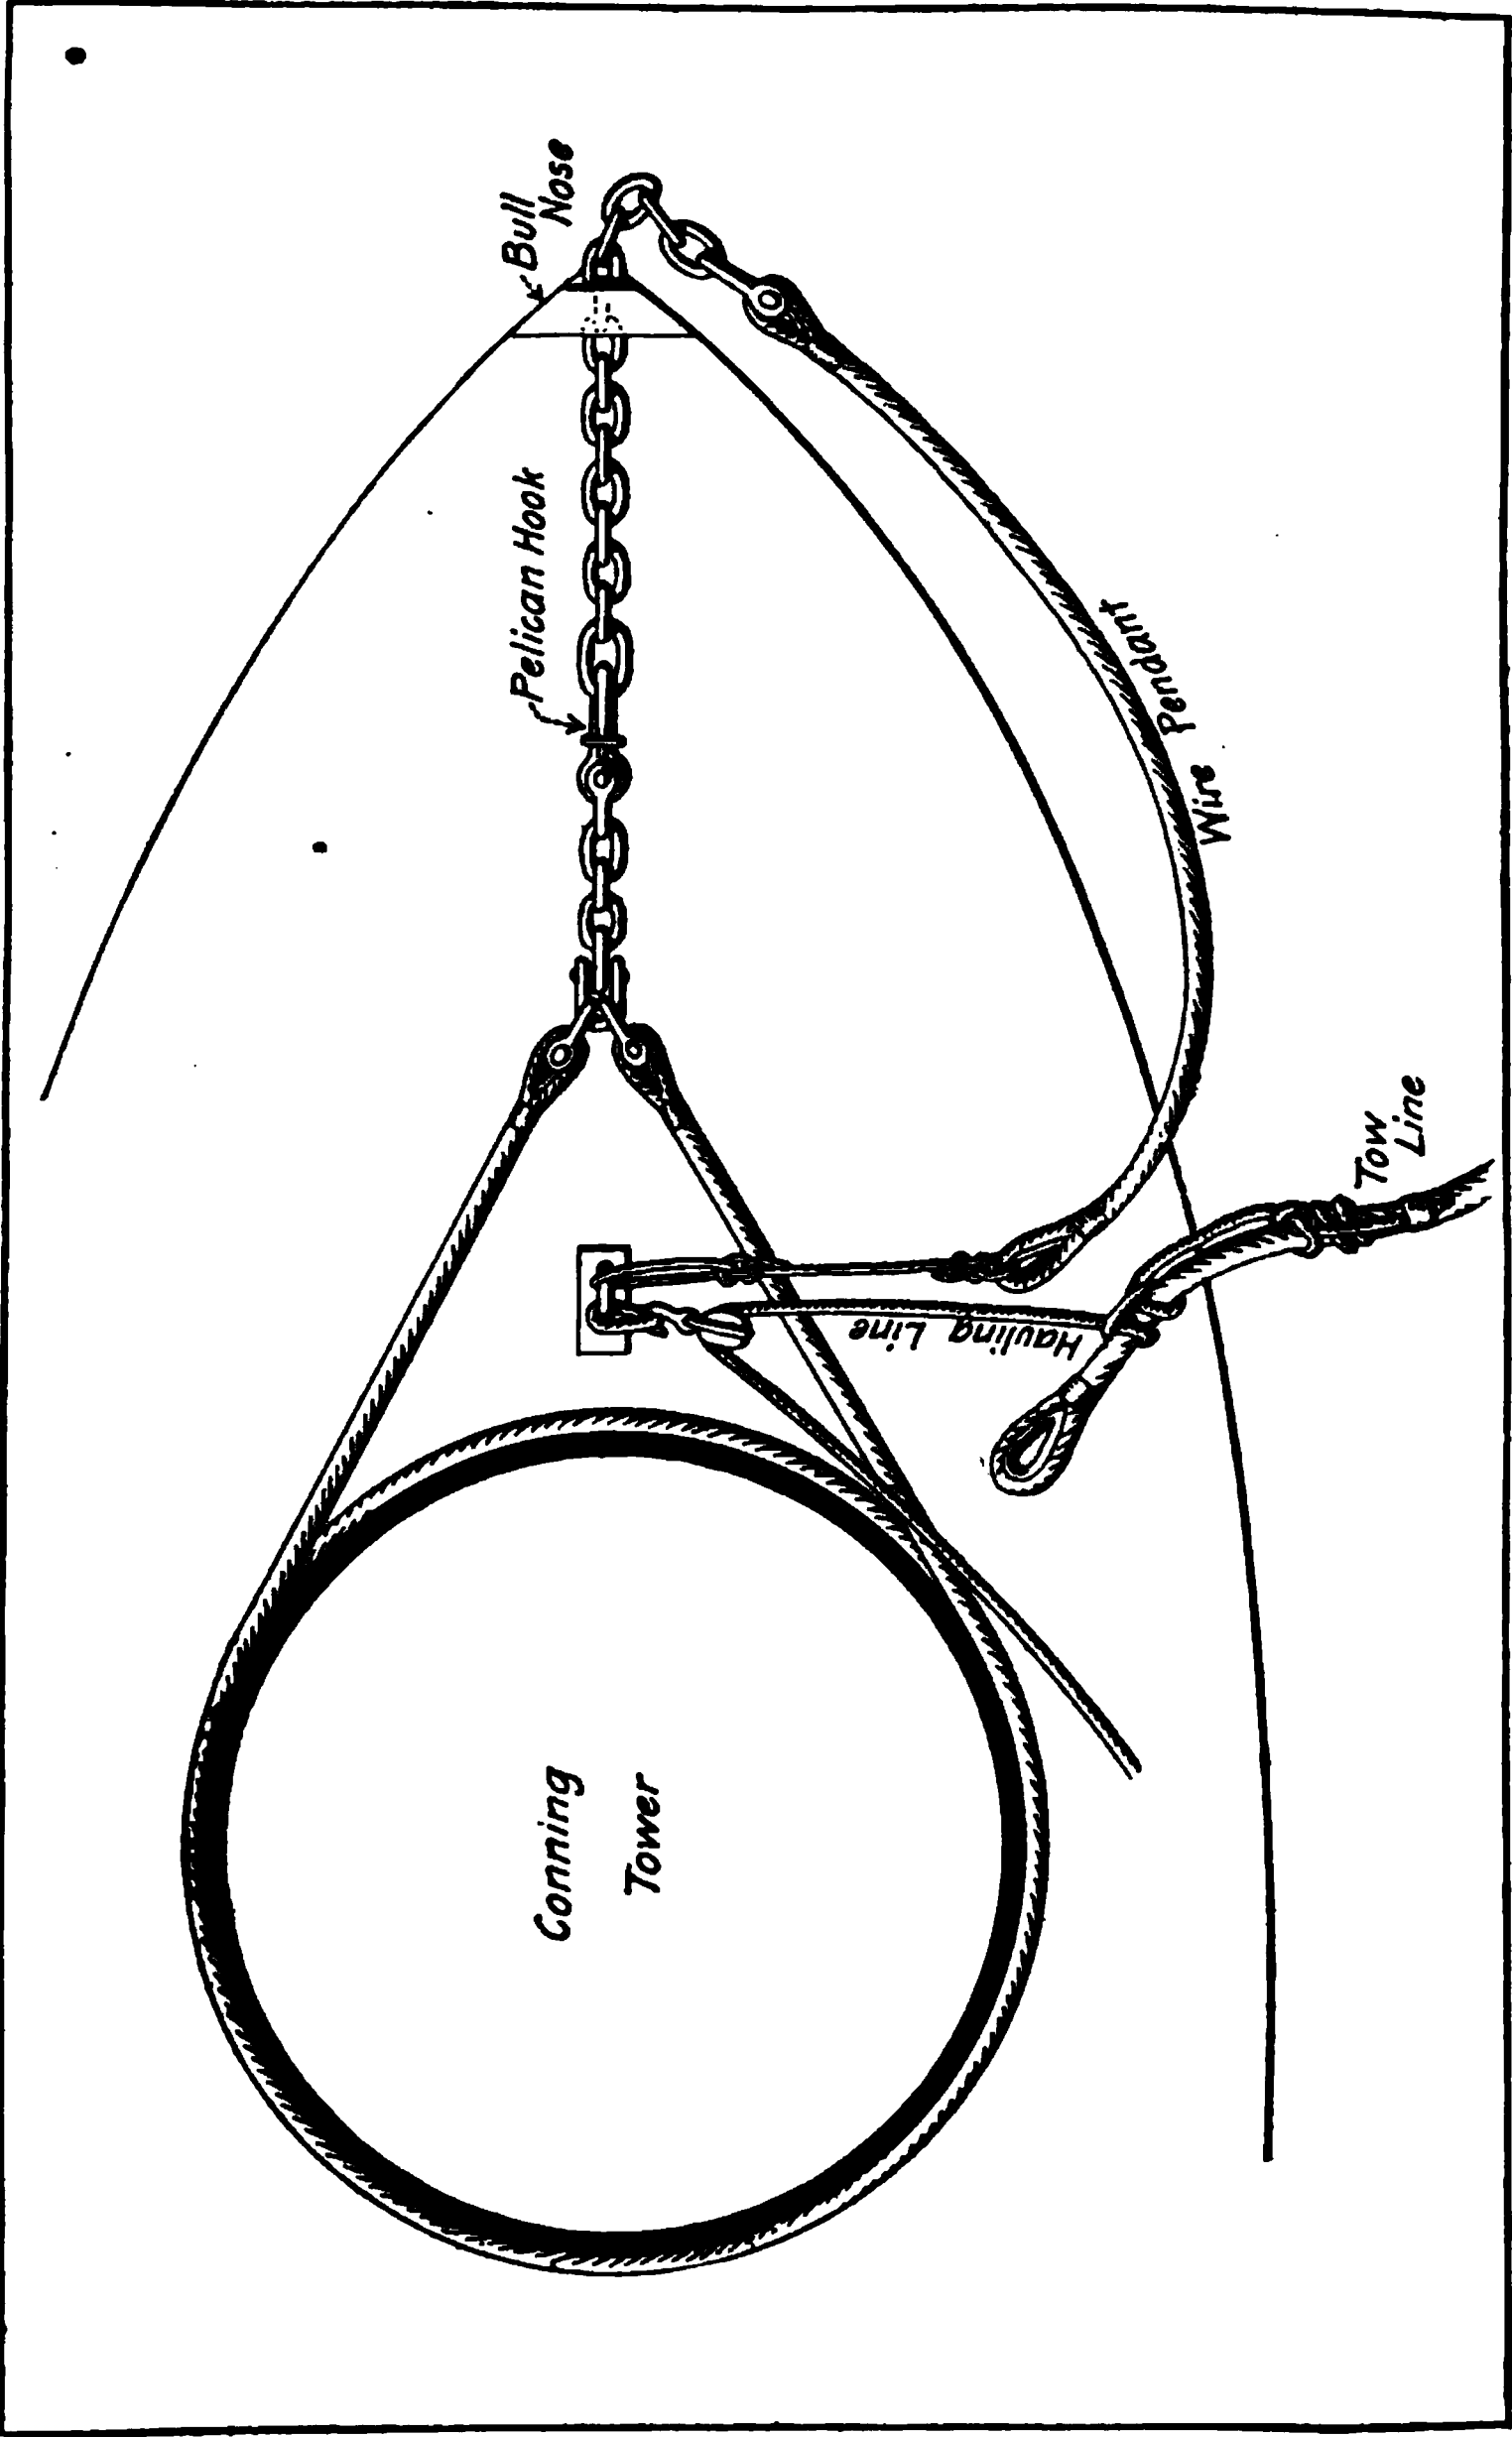 Bull
Nose
Pelican Hook
Wire Pendant
Tow
Line
Hauling Line
Conning
Tower